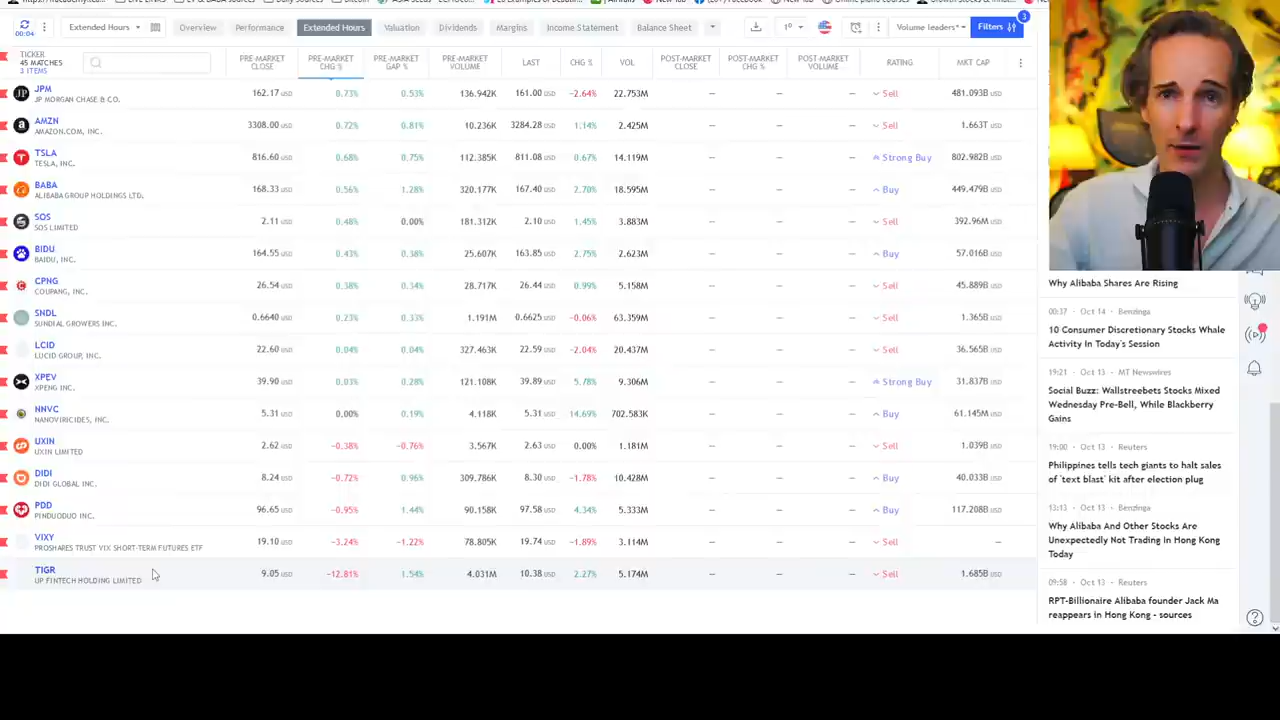 00:04
Extended Hours
Overview
Performance
Extended Hours
Valuation
Dividends
Margins
Income Statement
Balance Sheet
1D
Volume leaders*
Filters
3
TICKER
45 MATCHES
3 ITEMS
PRE-MARKET CLOSE
PRE-MARKET CHG %
PRE-MARKET GAP %
PRE-MARKET VOLUME
LAST
CHG %
VOL
POST-MARKET CLOSE
POST-MARKET CHG %
POST-MARKET VOLUME
RATING
MKT CAP
JPM 162.17 USD 0.73% 0.53% 136.942K 161.00 USD −2.64% 22.753M — — — Sell 481.093B USD
JP MORGAN CHASE & CO.
AMZN 3308.00 USD 0.72% 0.81% 10.236K 3284.28 USD 1.14% 2.425M — — — Sell 1.663T USD
AMAZON.COM, INC.
TSLA 816.60 USD 0.68% 0.75% 112.385K 811.08 USD 0.67% 14.119M — — — Strong Buy 802.982B USD
TESLA, INC.
BABA 168.33 USD 0.56% 1.28% 320.177K 167.40 USD 2.70% 18.595M — — — Buy 449.479B USD
ALIBABA GROUP HOLDINGS LTD.
SOS 2.11 USD 0.48% 0.00% 181.312K 2.10 USD 1.45% 3.883M — — — Sell 392.96M USD
SOS LIMITED
BIDU 164.55 USD 0.43% 0.38% 25.607K 163.85 USD 2.75% 2.623M — — — Buy 57.016B USD
BAIDU, INC.
CPNG 26.54 USD 0.38% 0.34% 28.717K 26.44 USD 0.99% 5.158M — — — Sell 45.889B USD
COUPANG, INC.
SNDL 0.6640 USD 0.23% 0.33% 1.191M 0.6625 USD −0.06% 63.359M — — — Sell 1.365B USD
SUNDIAL GROWERS INC.
LCID 22.60 USD 0.04% 0.04% 327.463K 22.59 USD −2.04% 20.437M — — — Sell 36.565B USD
LUCID GROUP, INC.
XPEV 39.90 USD 0.03% 0.28% 121.108K 39.89 USD 5.78% 9.306M — — — Strong Buy 31.837B USD
XPENG INC.
NNVC 5.31 USD 0.00% 0.19% 4.118K 5.31 USD 14.69% 702.583K — — — Buy 61.145M USD
NANOVIRICIDES, INC.
UXIN 2.62 USD −0.38% −0.76% 3.567K 2.63 USD 0.00% 1.181M — — — Sell 1.039B USD
UXIN LIMITED
DIDI 8.24 USD −0.72% 0.96% 309.786K 8.30 USD −1.78% 10.428M — — — Buy 40.033B USD
DIDI GLOBAL INC.
PDD 96.65 USD −0.95% 1.44% 90.158K 97.58 USD 4.34% 5.333M — — — Buy 117.208B USD
PINDUODUO INC.
VIXY 19.10 USD −3.24% −1.22% 78.805K 19.74 USD −1.89% 3.114M — — — Sell —
PROSHARES TRUST VIX SHORT-TERM FUTURES ETF
TIGR 9.05 USD −12.81% 1.54% 4.031M 10.38 USD 2.27% 5.174M — — — Sell 1.685B USD
UP FINTECH HOLDING LIMITED
Why Alibaba Shares Are Rising
00:37 · Oct 14 · Benzinga
10 Consumer Discretionary Stocks Whale
Activity In Today's Session
19:21 · Oct 13 · MT Newswires
Social Buzz: Wallstreebets Stocks Mixed
Wednesday Pre-Bell, While Blackberry
Gains
19:00 · Oct 13 · Reuters
Philippines tells tech giants to halt sales
of 'text blast' kit after election plug
13:13 · Oct 13 · Benzinga
Why Alibaba And Other Stocks Are
Unexpectedly Not Trading In Hong Kong
Today
09:58 · Oct 13 · Reuters
RPT-Billionaire Alibaba founder Jack Ma
reappears in Hong Kong - sources